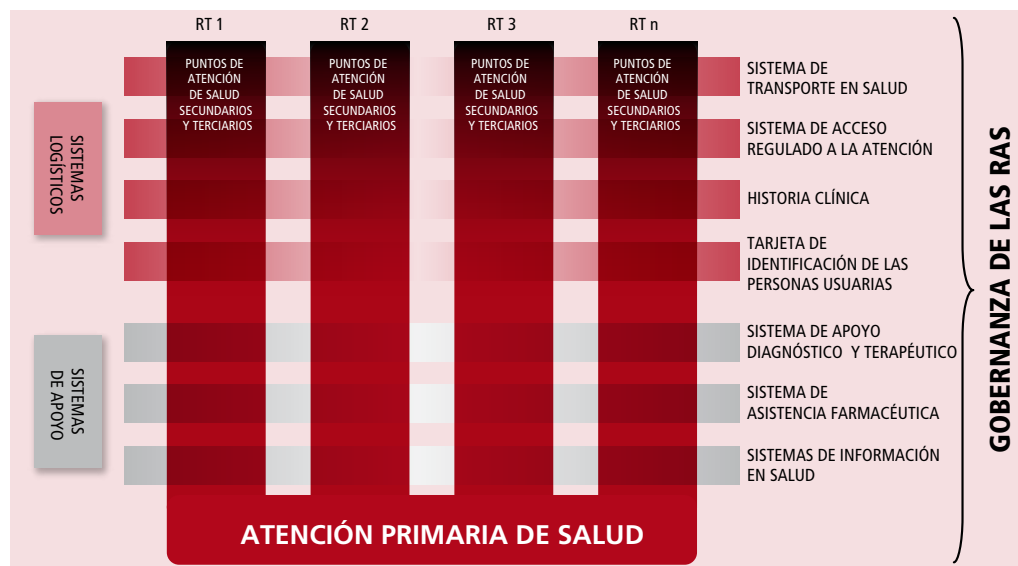 RT 1
RT 2
RT 3
RT n
PUNTOS DE
ATENCIÓN
DE SALUD
SECUNDARIOS
Y TERCIARIOS
PUNTOS DE
ATENCIÓN
DE SALUD
SECUNDARIOS
Y TERCIARIOS
PUNTOS DE
ATENCIÓN
DE SALUD
SECUNDARIOS
Y TERCIARIOS
PUNTOS DE
ATENCIÓN
DE SALUD
SECUNDARIOS
Y TERCIARIOS
SISTEMAS
LOGÍSTICOS
SISTEMAS
DE APOYO
SISTEMA DE
TRANSPORTE EN SALUD
SISTEMA DE ACCESO
REGULADO A LA ATENCIÓN
HISTORIA CLÍNICA
TARJETA DE
IDENTIFICACIÓN DE LAS
PERSONAS USUARIAS
SISTEMA DE APOYO
DIAGNÓSTICO Y TERAPÉUTICO
SISTEMA DE
ASISTENCIA FARMACÉUTICA
SISTEMAS DE INFORMACIÓN
EN SALUD
GOBERNANZA DE LAS RAS
ATENCIÓN PRIMARIA DE SALUD